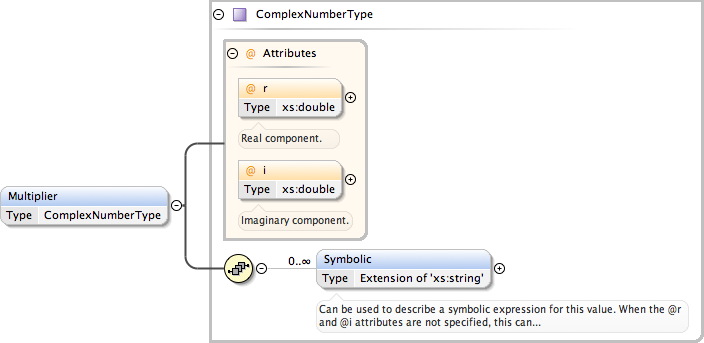 ComplexNumberType
@ Attributes
@ r
Type xs:double
Real component.
@ i
Type xs:double
Imaginary component.
Multiplier
Type ComplexNumberType
0..∞
Symbolic
Type Extension of 'xs:string'
Can be used to describe a symbolic expression for this value. When the @r
and @i attributes are not specified, this can...